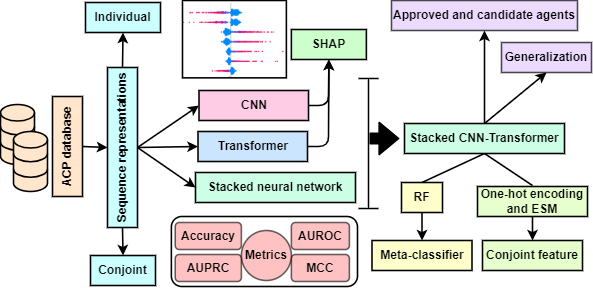 Individual
SHAP
Approved and candidate agents
Generalization
ACP database
Sequence representations
CNN
Transformer
Stacked neural network
Stacked CNN-Transformer
RF
One-hot encoding
and ESM
Conjoint
Accuracy
AUROC
Metrics
AUPRC
MCC
Meta-classifier
Conjoint feature